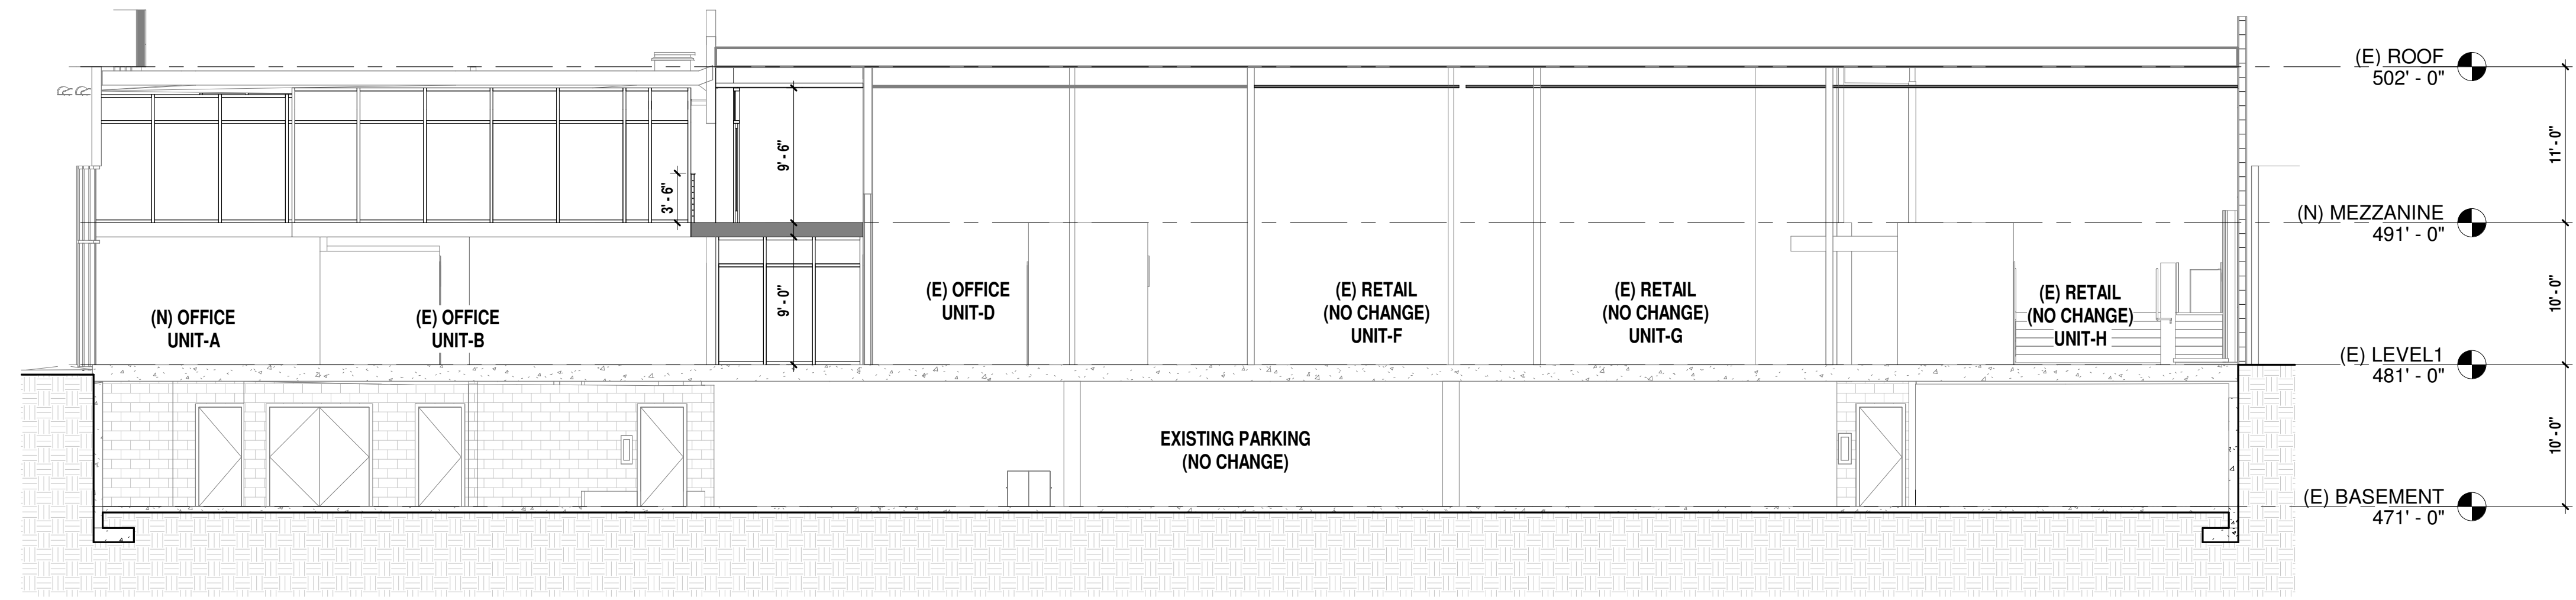 (E) ROOF
502' - 0"
11' - 0"
9' - 6"
3' - 6"
(N) MEZZANINE
491' - 0"
10' - 0"
9' - 0"
(N) OFFICE
UNIT-A
(E) OFFICE
UNIT-B
(E) OFFICE
UNIT-D
(E) RETAIL
(NO CHANGE)
UNIT-F
(E) RETAIL
(NO CHANGE)
UNIT-G
(E) RETAIL
(NO CHANGE)
UNIT-H
(E) LEVEL1
481' - 0"
10' - 0"
EXISTING PARKING
(NO CHANGE)
(E) BASEMENT
471' - 0"